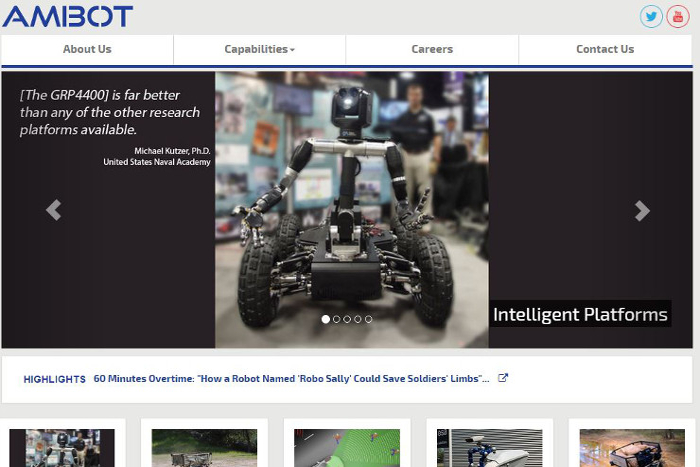 AMIBOT
About Us
Capabilities
Careers
Contact Us
[The GRP4400] is far better
than any of the other research
platforms available.
Michael Kutzer, Ph.D.
United States Naval Academy
Intelligent Platforms
HIGHLIGHTS 60 Minutes Overtime: "How a Robot Named 'Robo Sally' Could Save Soldiers' Limbs"...